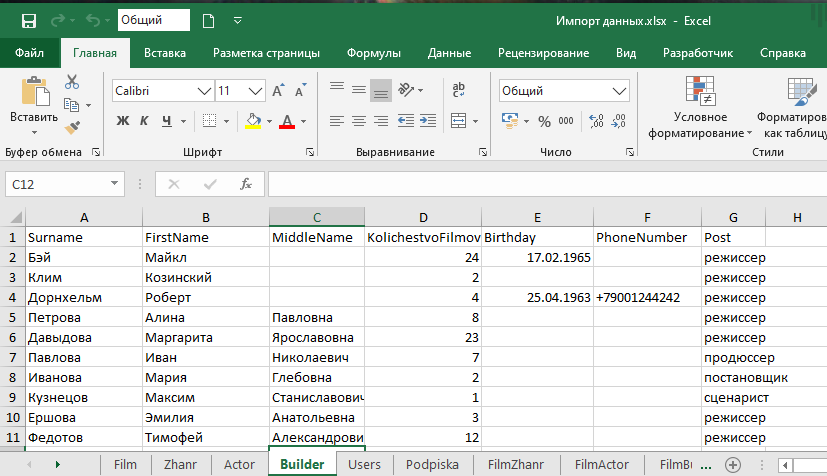 Общий
Импорт данных.xlsx - Excel
Файл Главная Вставка Разметка страницы Формулы Данные Рецензирование Вид Разработчик Справка
Вставить
Буфер обмена
Calibri 11
Ж К Ч
Шрифт
Выравнивание
Общий
% 000
Число
Условное форматирование
Форматиров как таблицу
Стили
C12 fx
A B C D E F G H
1 Surname FirstName MiddleName KolichestvoFilmov Birthday PhoneNumber Post
2 Бэй Майкл 24 17.02.1965 режиссер
3 Клим Козинский 2 режиссер
4 Дорнхельм Роберт 4 25.04.1963 +79001244242 режиссер
5 Петрова Алина Павловна 8 режиссер
6 Давыдова Маргарита Ярославовна 23 режиссер
7 Павлова Иван Николаевич 7 продюссер
8 Иванова Мария Глебовна 2 постановщик
9 Кузнецов Максим Станиславович 1 сценарист
10 Ершова Эмилия Анатольевна 3 режиссер
11 Федотов Тимофей Александрови 12 режиссер
Film Zhanr Actor Builder Users Podpiska FilmZhanr FilmActor FilmBu ...